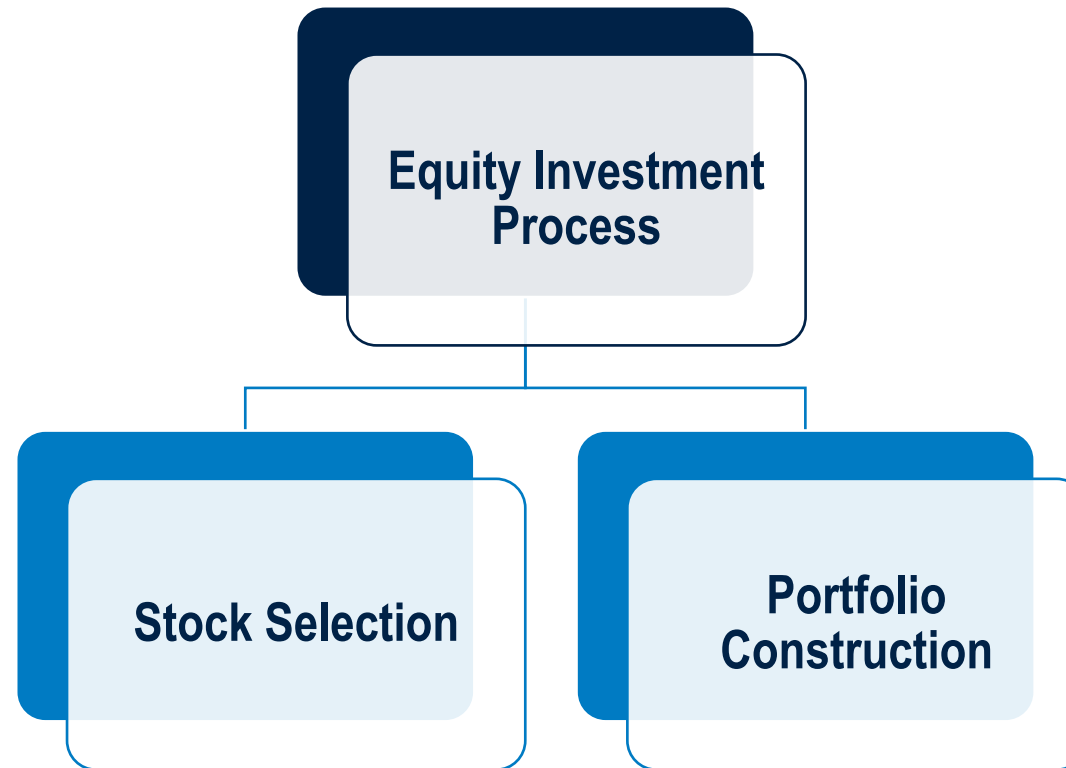 Equity Investment
Process
Stock Selection
Portfolio
Construction